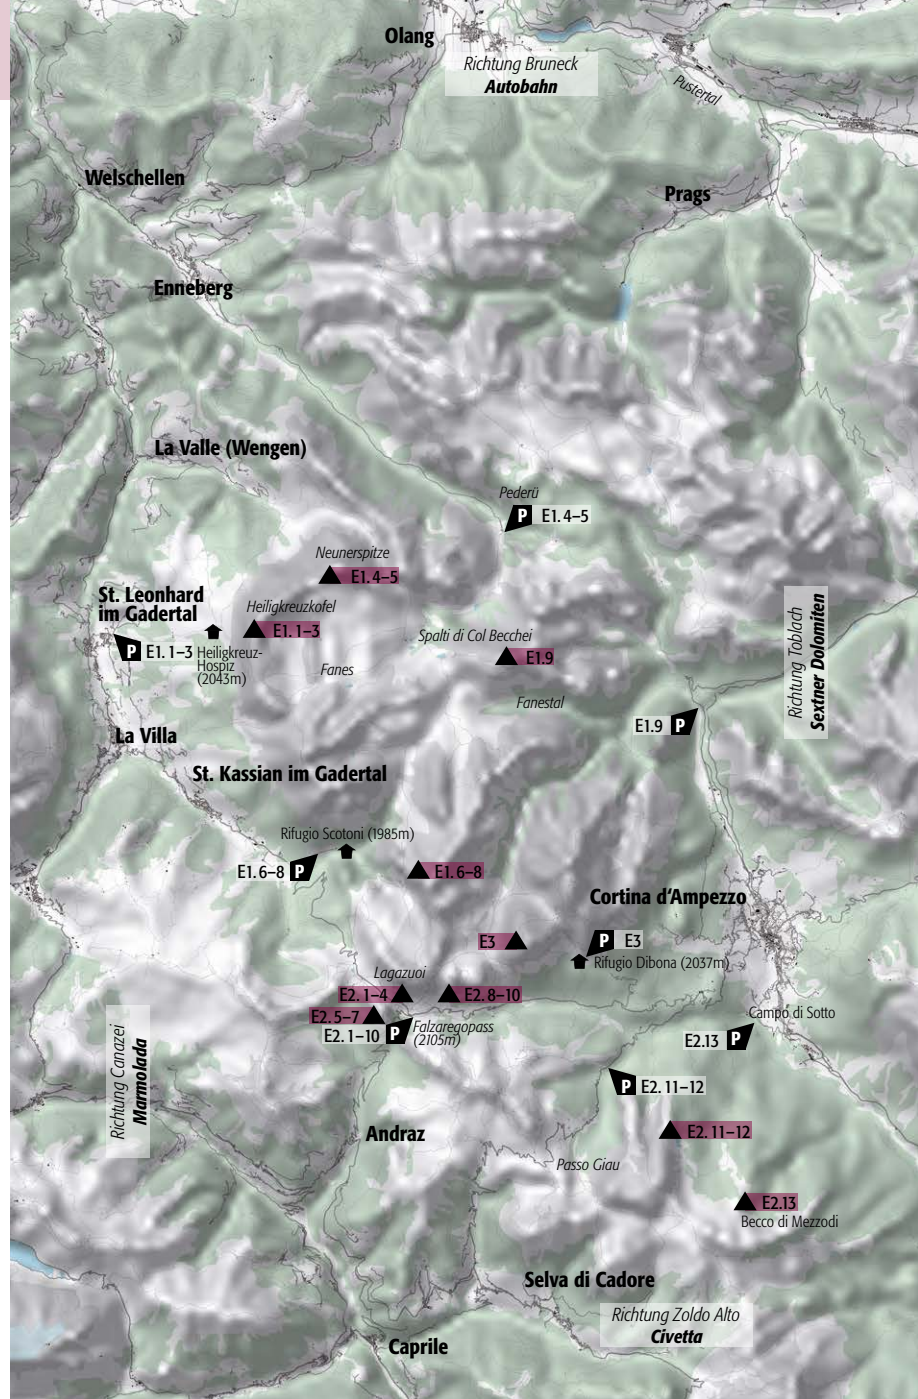 Olang
Richtung Bruneck
Autobahn
Pustertal
Welschellen
Prags
Enneberg
La Valle (Wengen)
Pederü
P E1. 4–5
Neunerspitze
E1. 4–5
St. Leonhard
im Gadertal
Heiligkreuzkofel
E1. 1–3
P E1. 1–3
Heiligkreuz-
Hospiz
(2043m)
Spalti di Col Becchei
E1.9
Fanes
Fanestal
Richtung Toblach
Sextner Dolomiten
E1.9 P
La Villa
St. Kassian im Gadertal
Rifugio Scotoni (1985m)
E1. 6–8 P
E1. 6–8
Cortina d‘Ampezzo
E3
P E3
Rifugio Dibona (2037m)
Lagazuoi
E2. 1–4
E2. 8–10
E2. 5–7
E2. 1–10 P
Falzaregopass
(2105m)
Campo di Sotto
E2.13 P
Richtung Canazei
Marmolada
P E2. 11–12
Andraz
E2. 11–12
Passo Giau
E2.13
Becco di Mezzodi
Selva di Cadore
Richtung Zoldo Alto
Civetta
Caprile